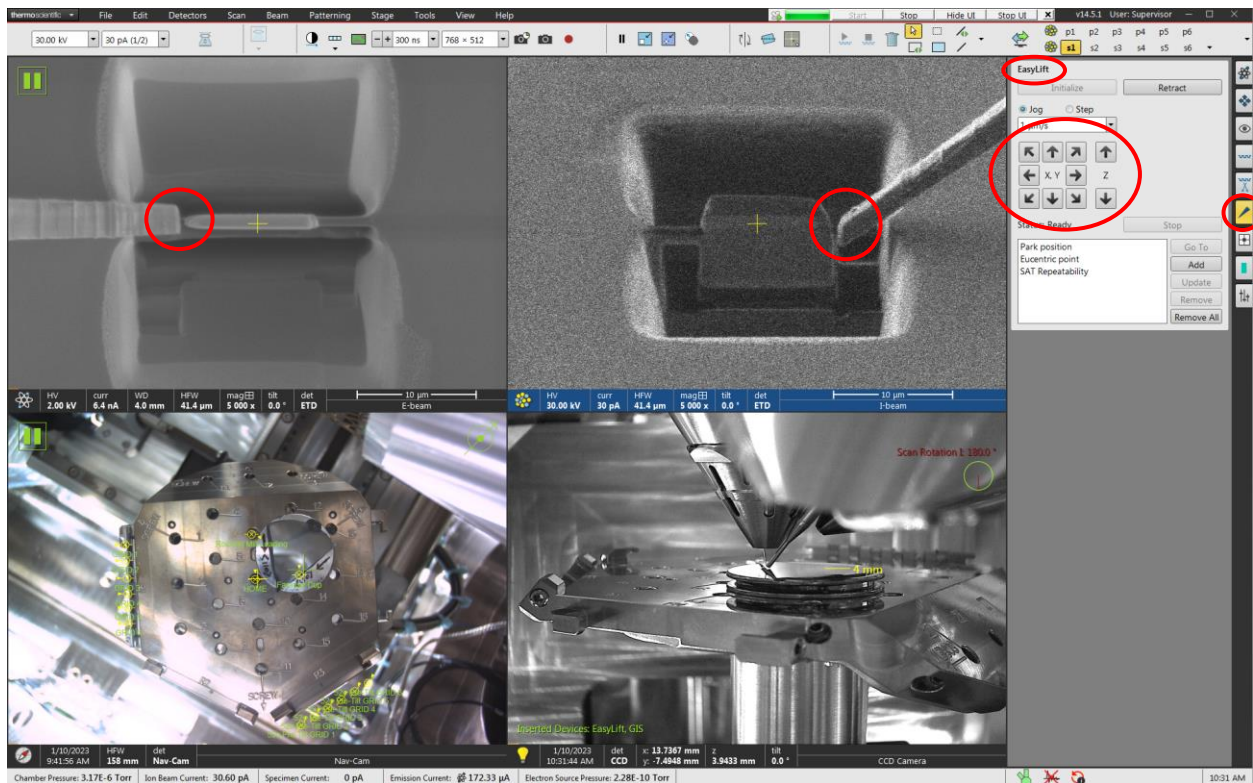 thermoscientific File Edit Detectors Scan Beam Patterning Stage Tools View Help Start Stop Hide UI Stop UI X v14.5.1 User: Supervisor
30.00 kV 30 pA (1/2) 300 ns 768 × 512 p1 p2 p3 p4 p5 p6
s1 s2 s3 s4 s5 s6
EasyLift
Initialize Retract
Jog Step
1 µm/s
X, Y Z
Status: Ready Stop
Park position Go To
Eucentric point Add
SAT Repeatability
Update
Remove
Remove All
HV curr WD HFW mag tilt det 10 µm
2.00 kV 6.4 nA 4.0 mm 41.4 µm 5 000 x 0.0 ° ETD E-beam
HV curr HFW mag tilt det 10 µm
30.00 kV 30 pA 41.4 µm 5 000 x 0.0 ° ETD I-beam
HOME
SCREW
GRID 4
GRID 1
Scan Rotation I: 180.0 °
4 mm
Inserted Devices: EasyLift, GIS
1/10/2023 HFW det
9:41:56 AM 158 mm Nav-Cam Nav-Cam
1/10/2023 det x: 13.7367 mm z tilt
10:31:44 AM CCD y: -7.4948 mm 3.9433 mm 0.0 ° CCD Camera
Chamber Pressure: 3.17E-6 Torr Ion Beam Current: 30.60 pA Specimen Current: 0 pA Emission Current: 172.33 µA Electron Source Pressure: 2.28E-10 Torr 10:31 AM